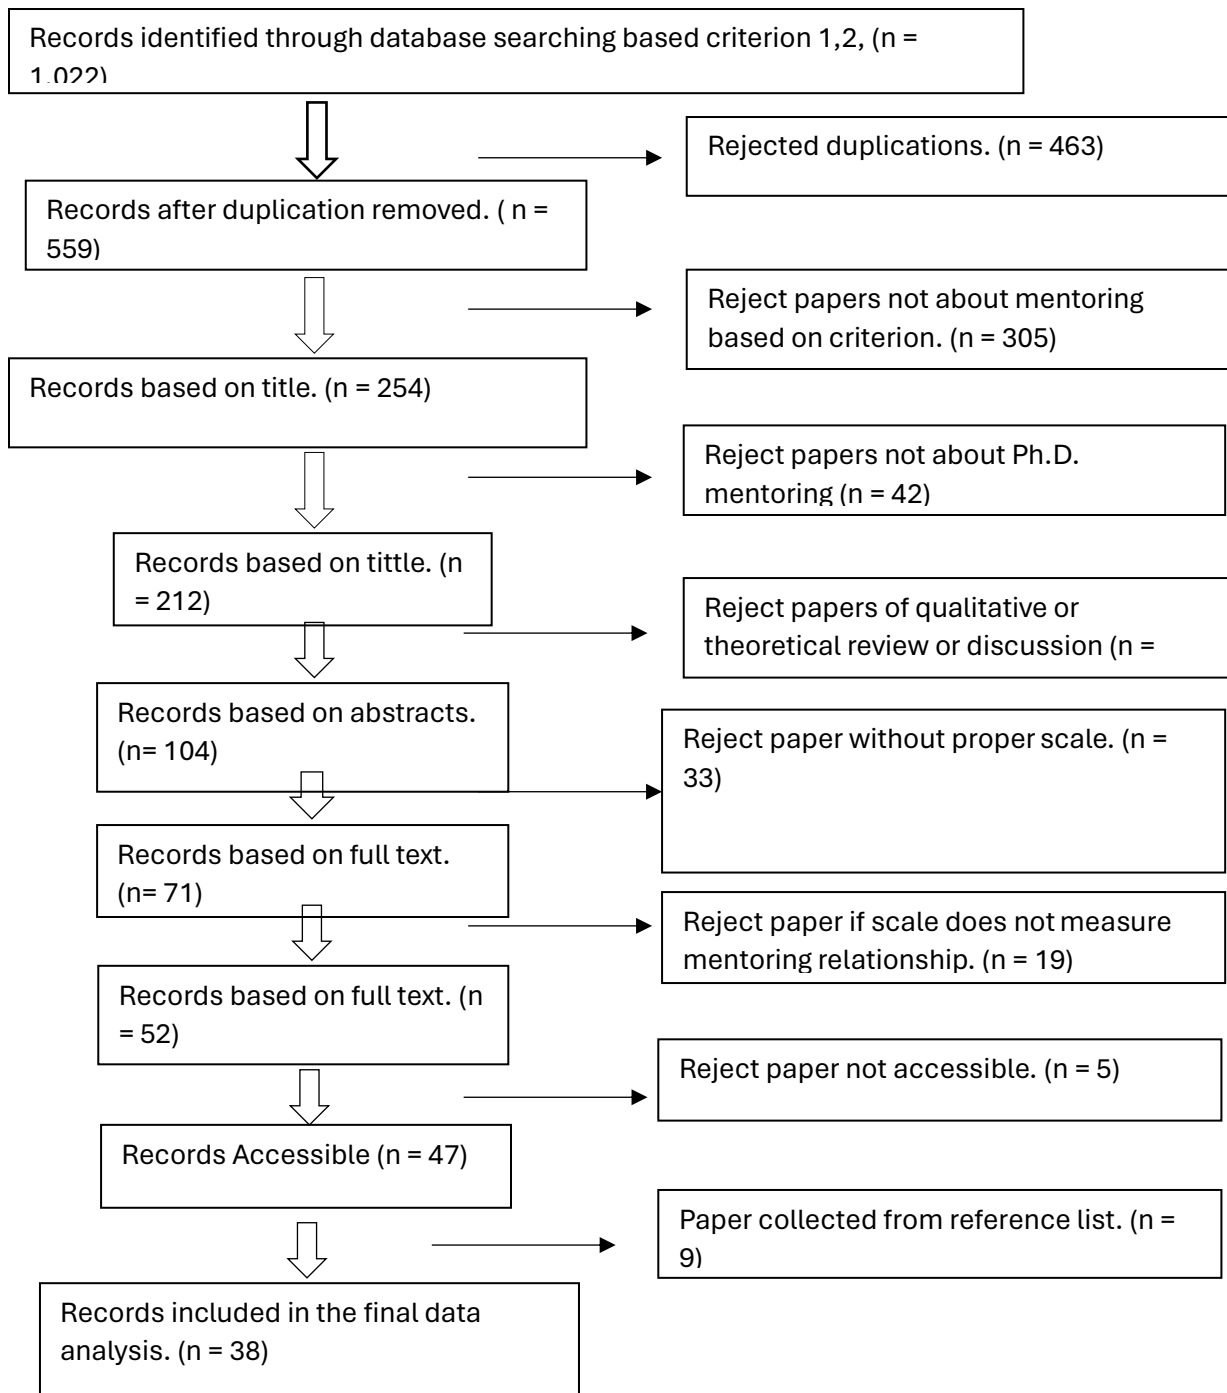 Records identified through database searching based criterion 1,2, (n =
1.022)
Rejected duplications. (n = 463)
Records after duplication removed. ( n =
559)
Reject papers not about mentoring
based on criterion. (n = 305)
Records based on title. (n = 254)
Reject papers not about Ph.D.
mentoring (n = 42)
Records based on tittle. (n
= 212)
Reject papers of qualitative or
theoretical review or discussion (n =
Records based on abstracts.
(n= 104)
Reject paper without proper scale. (n =
33)
Records based on full text.
(n= 71)
Reject paper if scale does not measure
mentoring relationship. (n = 19)
Records based on full text. (n
= 52)
Reject paper not accessible. (n = 5)
Records Accessible (n = 47)
Paper collected from reference list. (n =
9)
Records included in the final data
analysis. (n = 38)